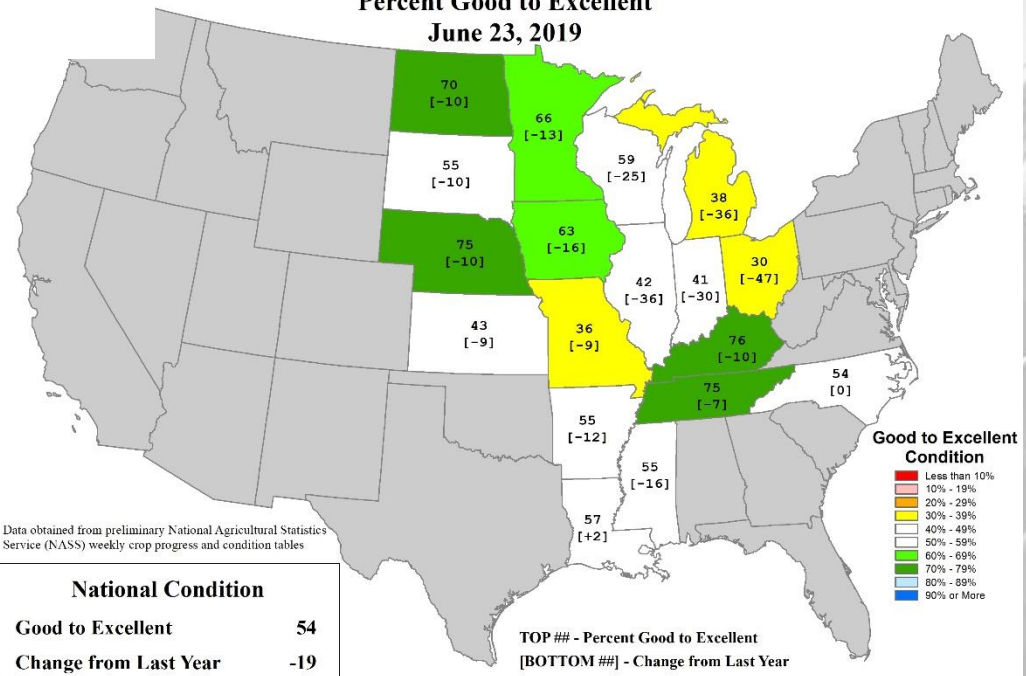 Percent Good to Excellent
June 23, 2019
70
[-10]
66
[-13]
55
[-10]
59
[-25]
38
[-36]
75
[-10]
63
[-16]
42
[-36]
41
[-30]
30
[-47]
43
[-9]
36
[-9]
76
[-10]
75
[-7]
54
[0]
55
[-12]
55
[-16]
57
[+2]
Good to Excellent
Condition
Less than 10%
10% - 19%
20% - 29%
30% - 39%
40% - 49%
50% - 59%
60% - 69%
70% - 79%
80% - 89%
90% or More
Data obtained from preliminary National Agricultural Statistics
Service (NASS) weekly crop progress and condition tables
National Condition
Good to Excellent 54
Change from Last Year -19
TOP ## - Percent Good to Excellent
[BOTTOM ##] - Change from Last Year